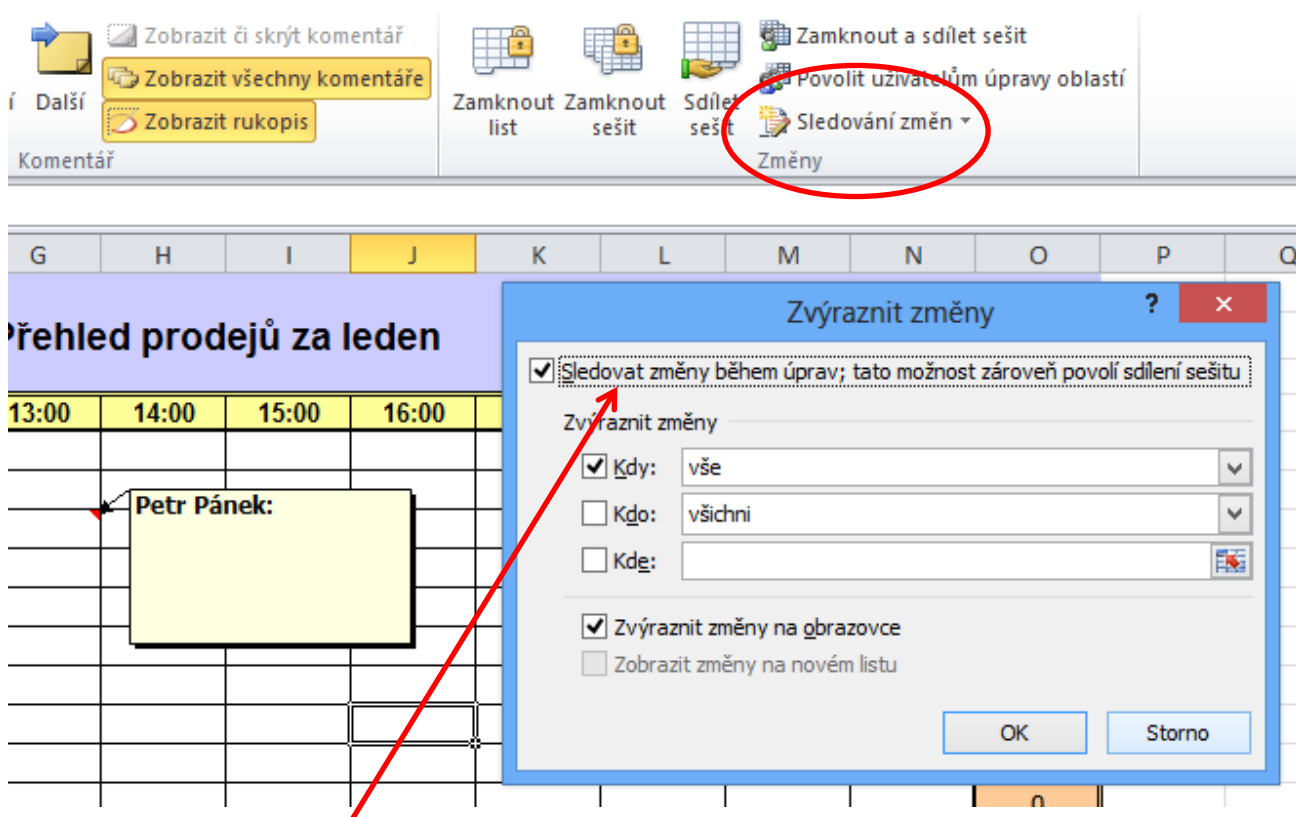 Zobrazit či skrýt komentář
Zobrazit všechny komentáře
Zobrazit rukopis
í Další
Komentář
Zamknout list
Zamknout sešit
Sdílet sešit
Zamknout a sdílet sešit
Povolit uživatelům úpravy oblastí
Sledování změn
Změny
G H I J K L M N O P Q
Přehled prodejů za leden
13:00 14:00 15:00 16:00
Petr Pánek:
Zvýraznit změny
?
Sledovat změny během úprav; tato možnost zároveň povolí sdílení sešitu
Zvýraznit změny
Kdy: vše
Kdo: všichni
Kde:
Zvýraznit změny na obrazovce
Zobrazit změny na novém listu
OK Storno
0